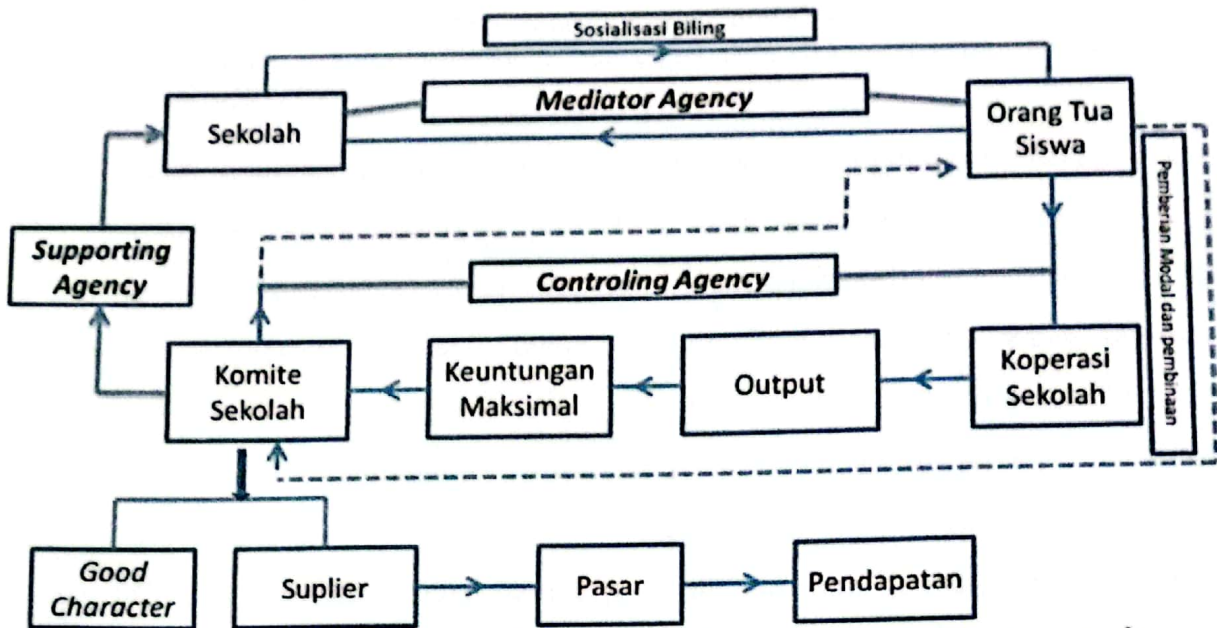 Sosialisasi Biling
Mediator Agency
Sekolah
Orang Tua
Siswa
Pemberian Modal dan pembinaan
Supporting
Agency
Controling Agency
Komite
Sekolah
Keuntungan
Maksimal
Output
Koperasi
Sekolah
Good
Character
Suplier
Pasar
Pendapatan